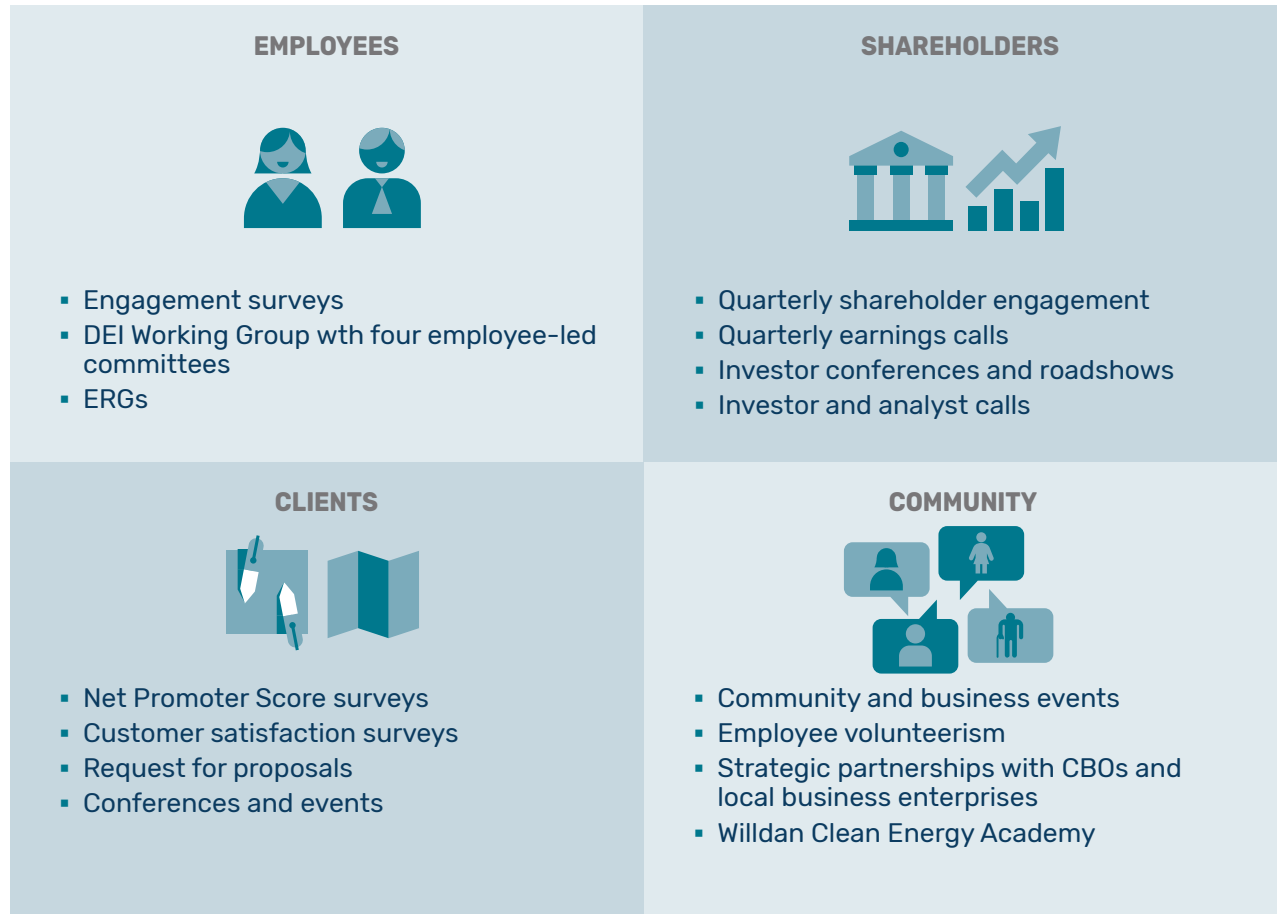 EMPLOYEES
▪ Engagement surveys
▪ DEI Working Group wth four employee-led
committees
▪ ERGs
SHAREHOLDERS
▪ Quarterly shareholder engagement
▪ Quarterly earnings calls
▪ Investor conferences and roadshows
▪ Investor and analyst calls
CLIENTS
▪ Net Promoter Score surveys
▪ Customer satisfaction surveys
▪ Request for proposals
▪ Conferences and events
COMMUNITY
▪ Community and business events
▪ Employee volunteerism
▪ Strategic partnerships with CBOs and
local business enterprises
▪ Willdan Clean Energy Academy